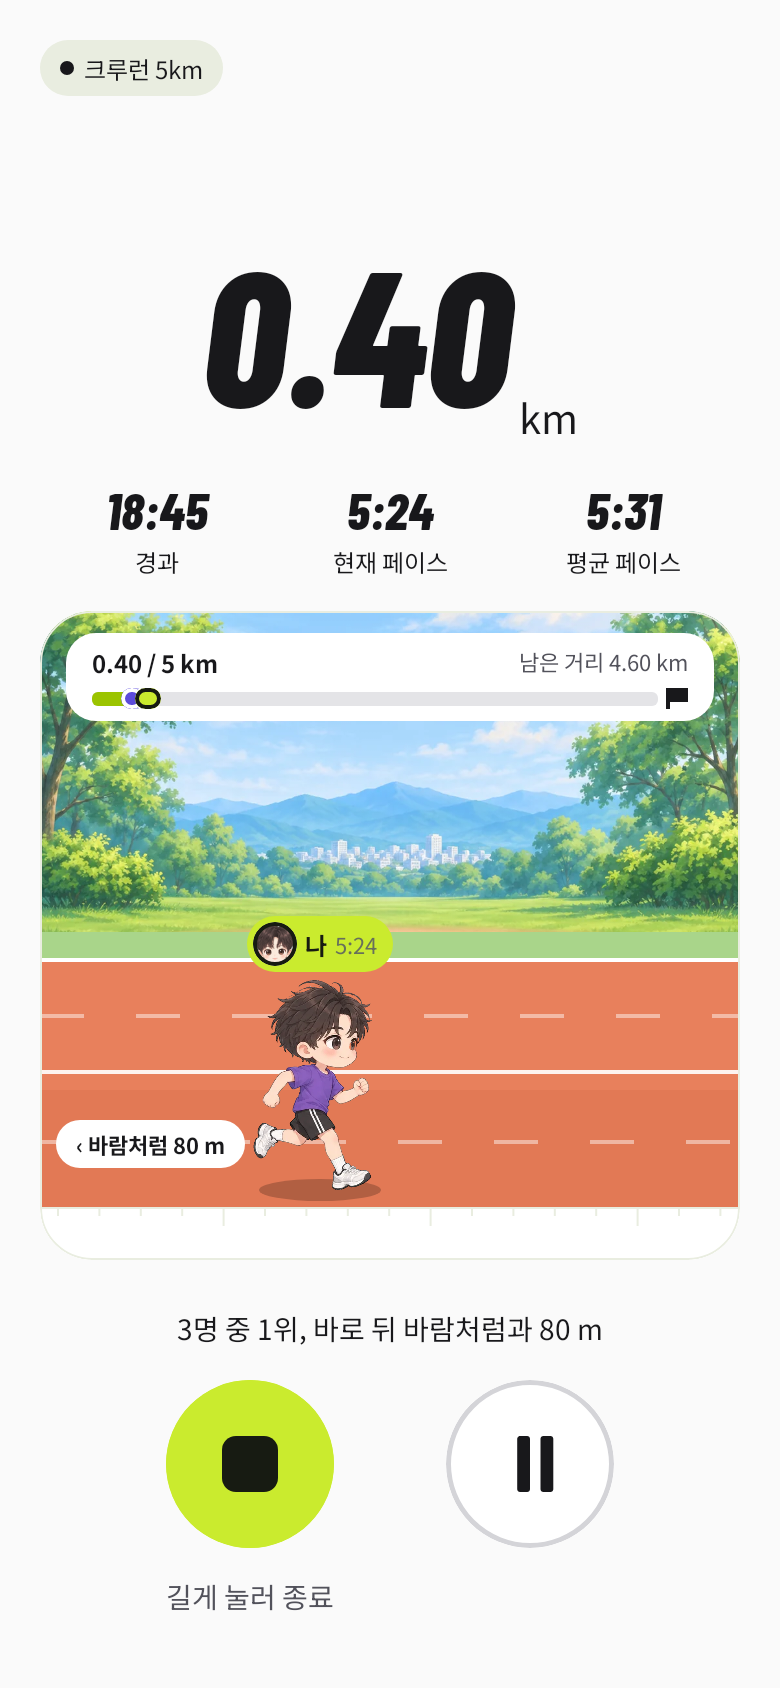 크루런 5km
0.40 km
18:45 5:24 5:31
경과 현재 페이스 평균 페이스
0.40 / 5 km 남은 거리 4.60 km
나 5:24
‹ 바람처럼 80 m
3명 중 1위, 바로 뒤 바람처럼과 80 m
길게 눌러 종료